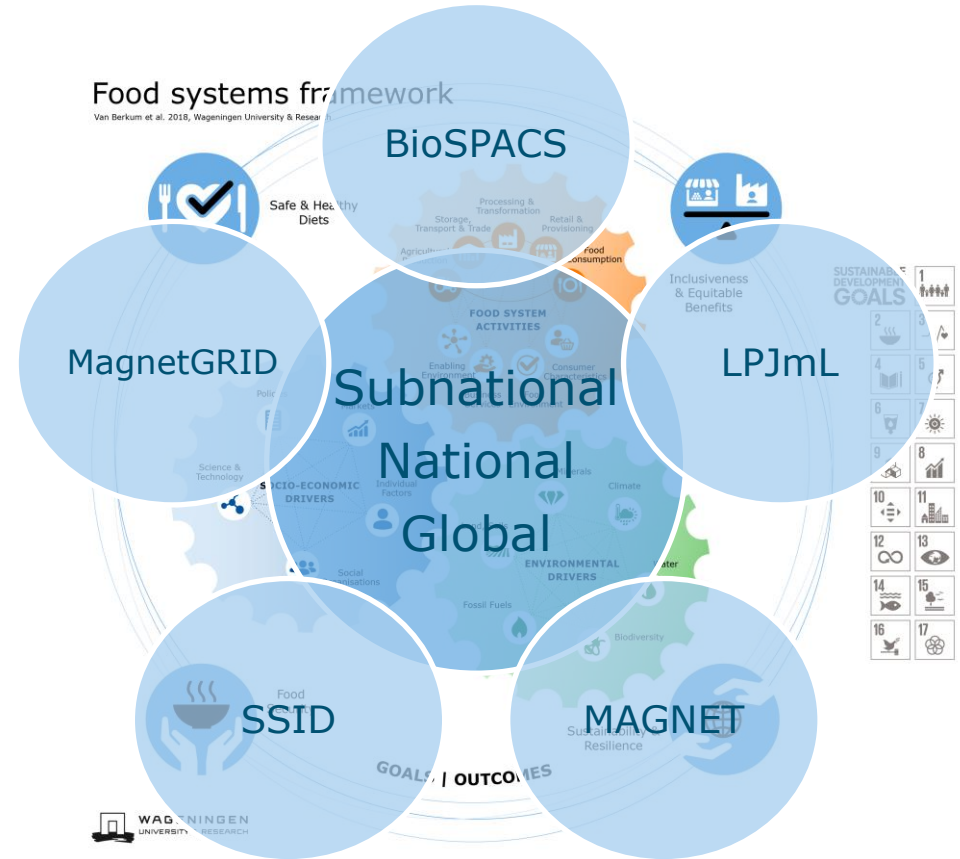 Food systems framework
Van Berkum et al. 2018, Wageningen University & Research
BioSPACS
Safe & Healthy
Diets
Processing &
Transformation
Storage,
Transport & Trade
Retail &
Provisioning
Food
Consumption
Inclusiveness
& Equitable
Benefits
SUSTAINABLE
DEVELOPMENT
GOALS
1
2
3
4
5
6
7
8
9
10
11
12
13
14
15
16
17
MagnetGRID
LPJmL
FOOD SYSTEM
ACTIVITIES
Enabling
Environment
Consumer
Characteristics
Subnational
National
Global
Markets
Science &
Technology
SOCIO-ECONOMIC
DRIVERS
Individual
Factors
Minerals
Climate
ENVIRONMENTAL
DRIVERS
Water
Social
Organisations
Fossil Fuels
Biodiversity
Food
SSID
MAGNET
Sustainability &
Resilience
GOALS | OUTCOMES
WAGENINGEN
UNIVERSITY & RESEARCH